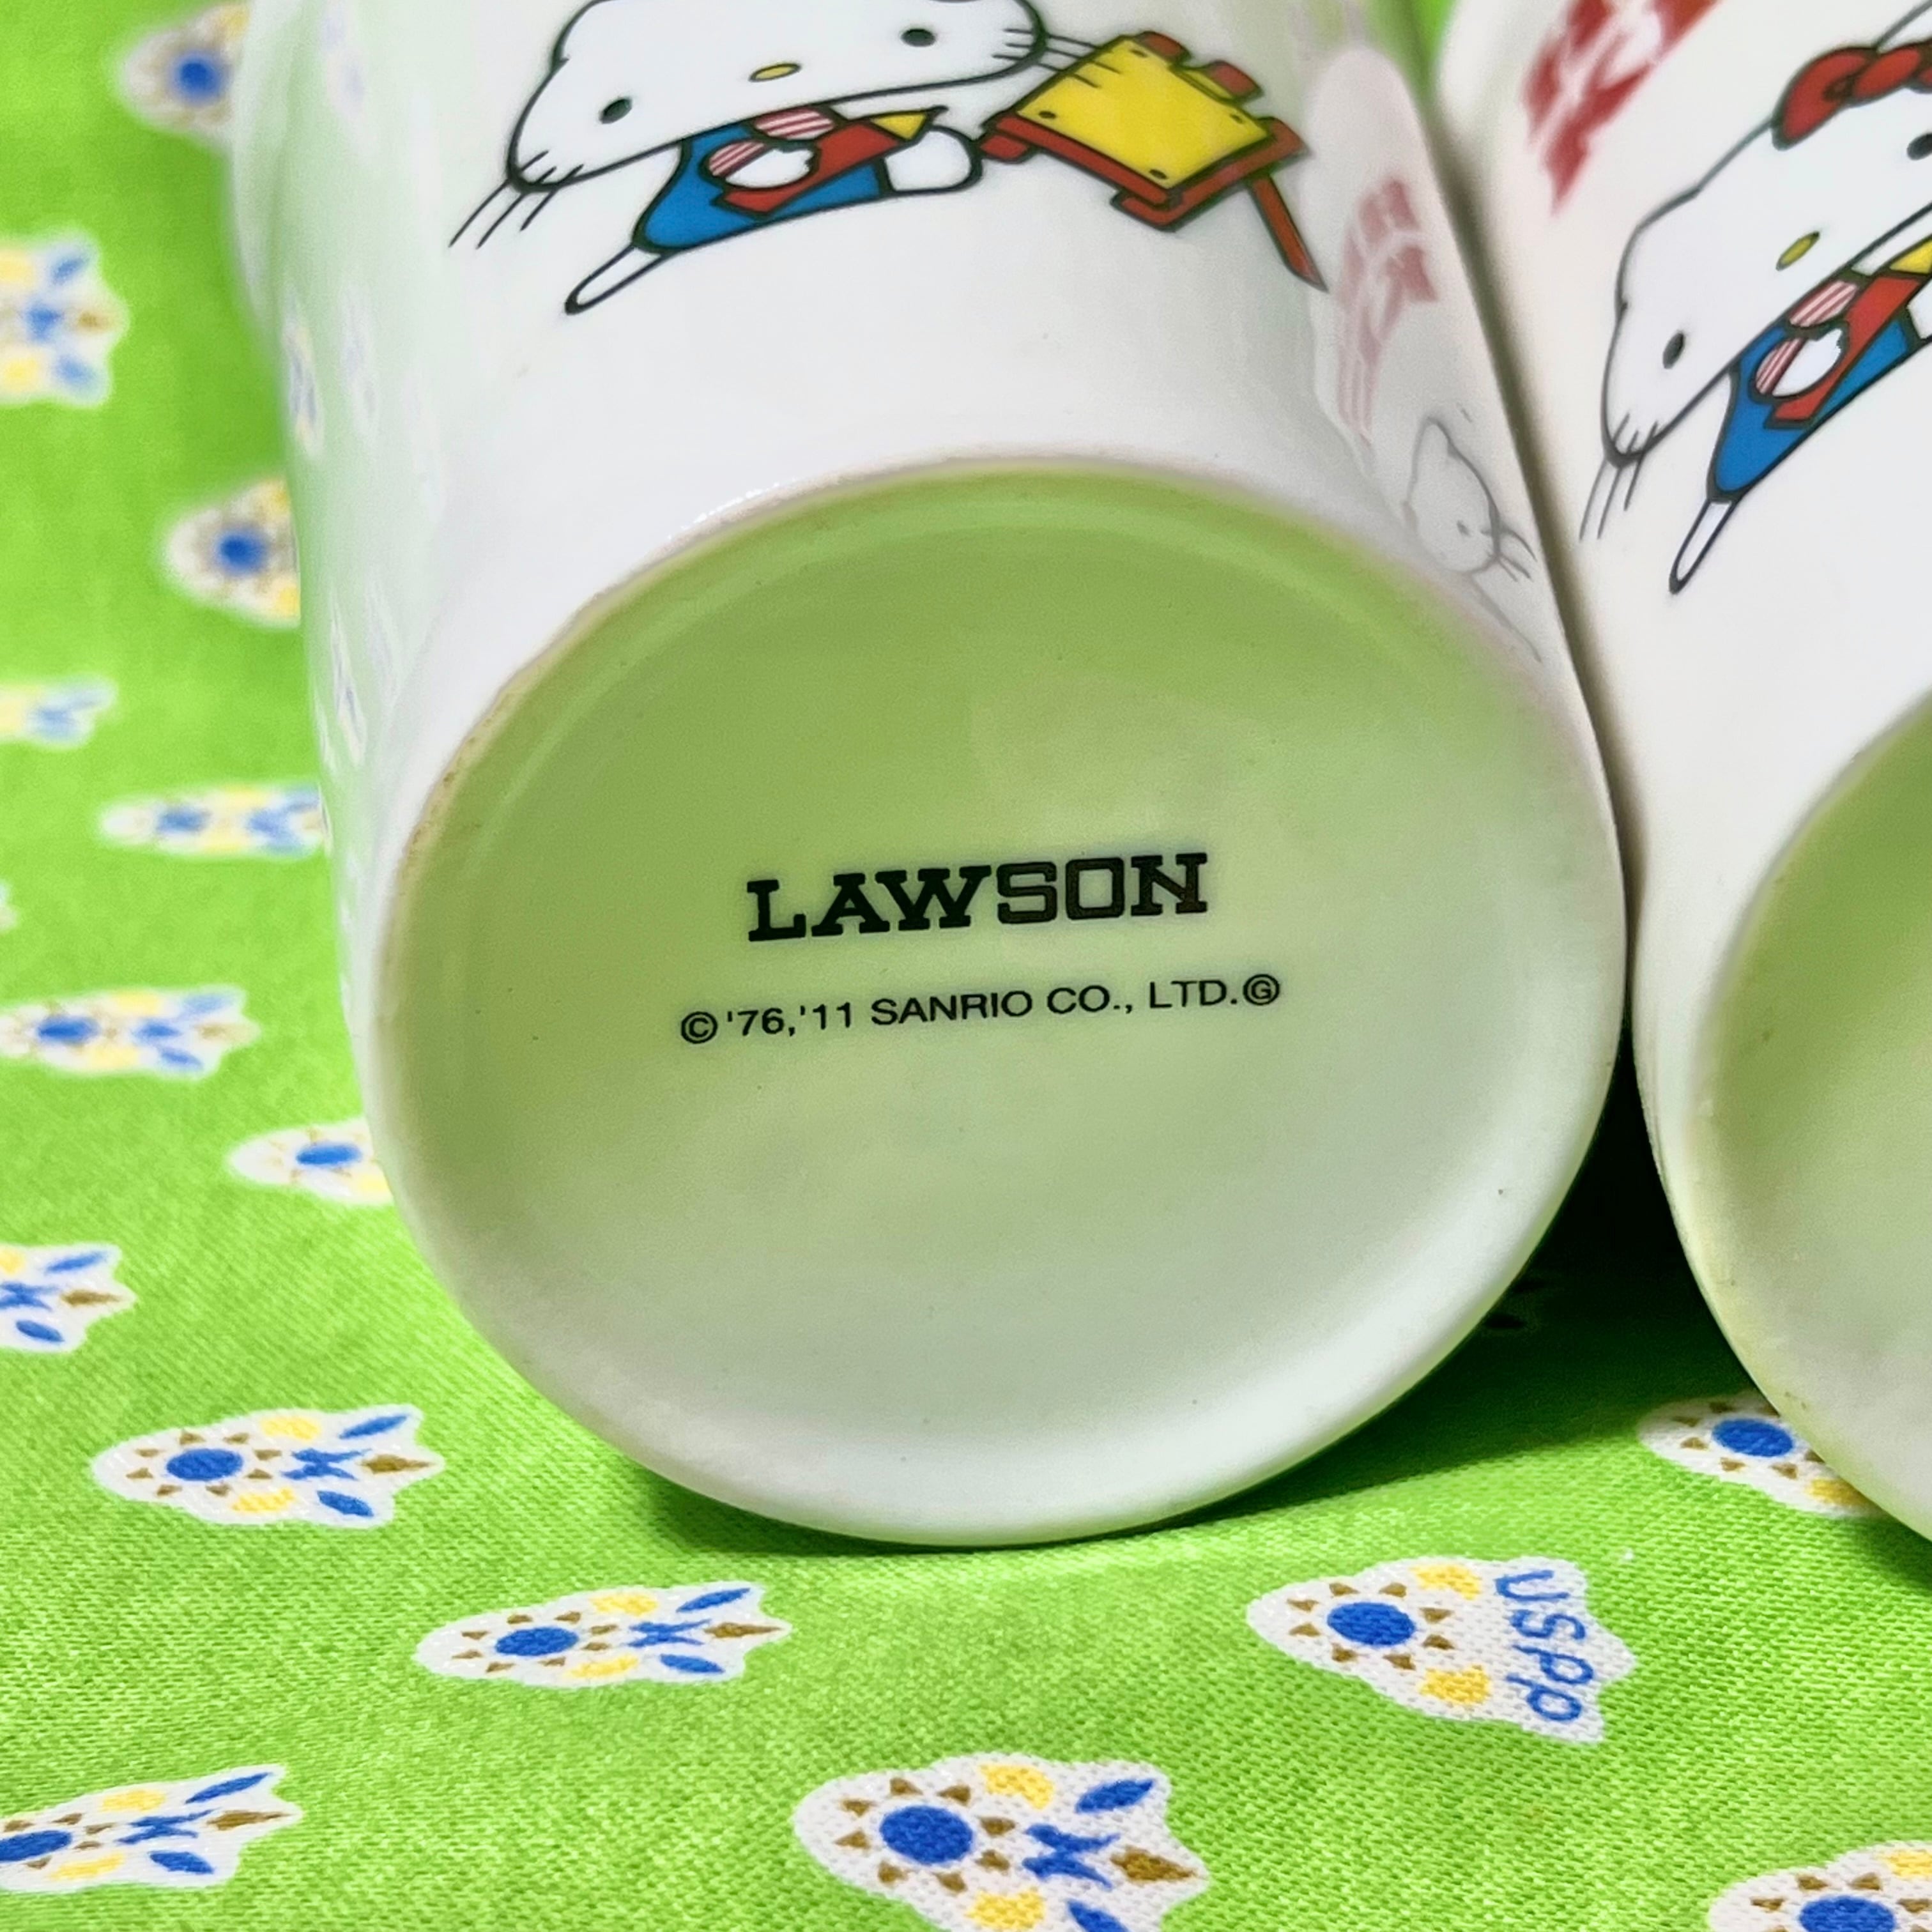 LAWSON
©'76,'11 SANRIO CO., LTD.Ⓖ
USPP